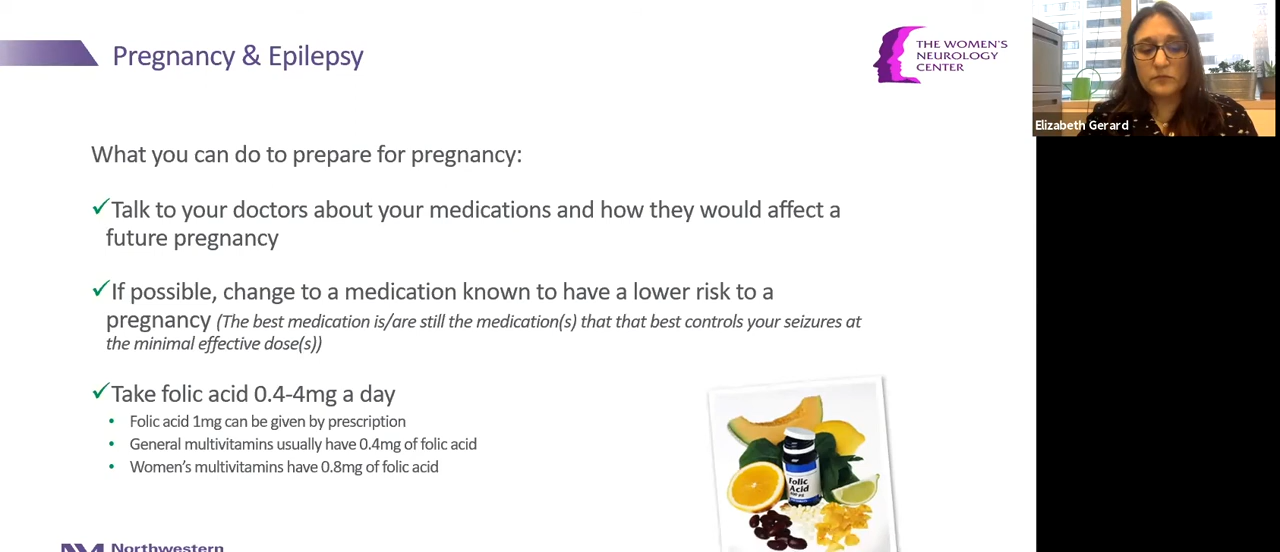 Pregnancy & Epilepsy
THE WOMEN'S
NEUROLOGY
CENTER
Elizabeth Gerard
What you can do to prepare for pregnancy:
✓Talk to your doctors about your medications and how they would affect a
future pregnancy
✓If possible, change to a medication known to have a lower risk to a
pregnancy (The best medication is/are still the medication(s) that that best controls your seizures at
the minimal effective dose(s))
✓Take folic acid 0.4-4mg a day
• Folic acid 1mg can be given by prescription
• General multivitamins usually have 0.4mg of folic acid
• Women's multivitamins have 0.8mg of folic acid
Folic
Acid
Northwestern